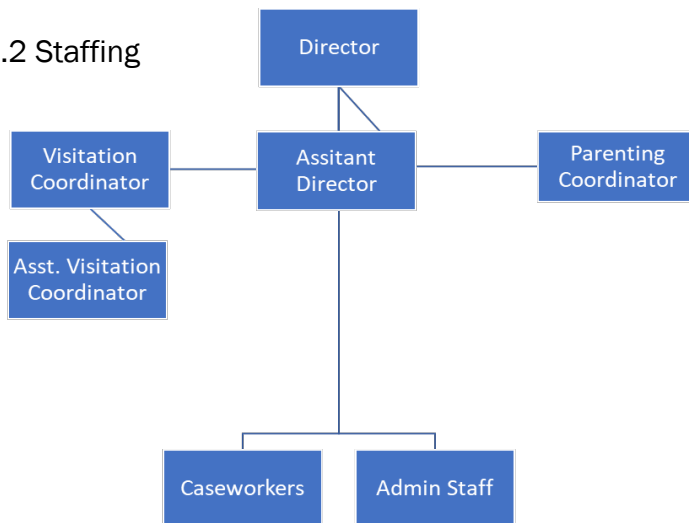 .2 Staffing
Director
Visitation
Coordinator
Assitant
Director
Parenting
Coordinator
Asst. Visitation
Coordinator
Caseworkers
Admin Staff